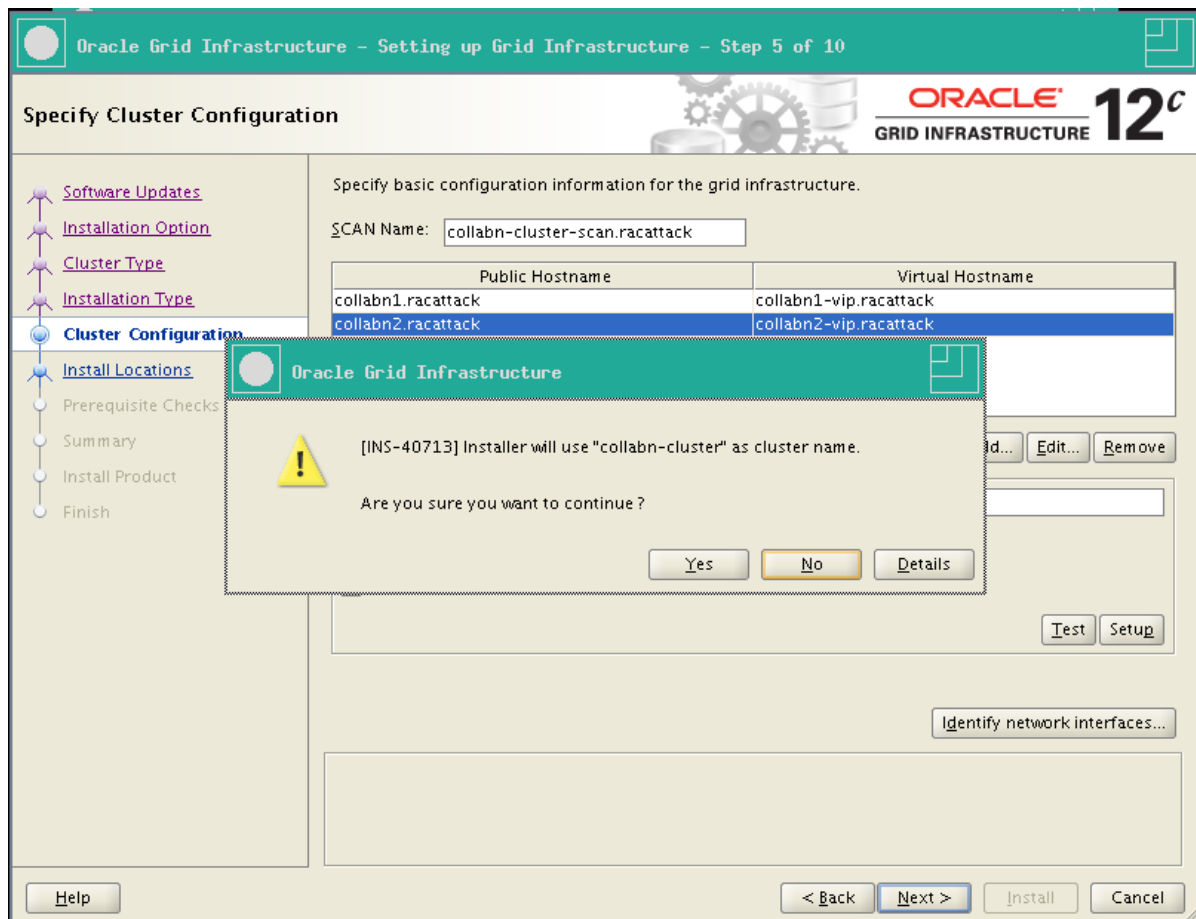 Oracle Grid Infrastructure - Setting up Grid Infrastructure - Step 5 of 10
Specify Cluster Configuration
ORACLE
GRID INFRASTRUCTURE 12c
Software Updates
Installation Option
Cluster Type
Installation Type
Cluster Configuration
Install Locations
Prerequisite Checks
Summary
Install Product
Finish
Specify basic configuration information for the grid infrastructure.
SCAN Name: collabn-cluster-scan.racattack
Public Hostname Virtual Hostname
collabn1.racattack collabn1-vip.racattack
collabn2.racattack collabn2-vip.racattack
Edit... Remove
Oracle Grid Infrastructure
[INS-40713] Installer will use "collabn-cluster" as cluster name.
Are you sure you want to continue ?
Yes No Details
Test Setup
Identify network interfaces...
Help < Back Next > Install Cancel